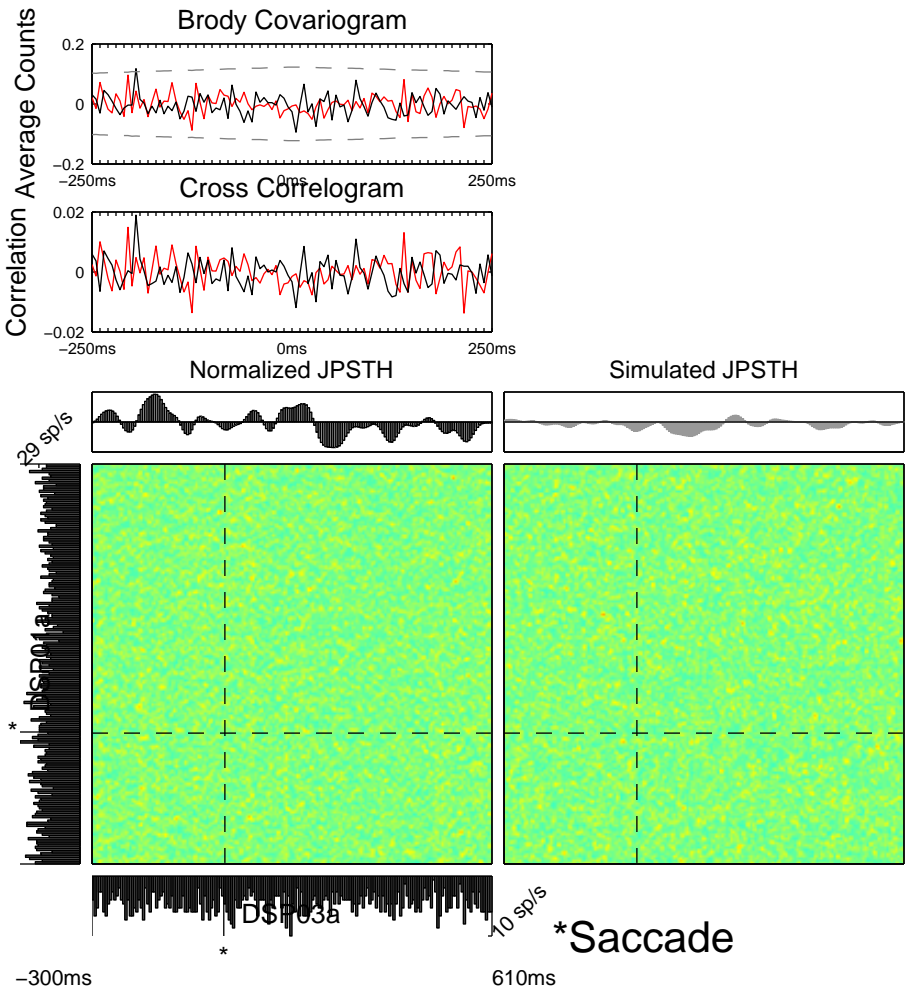 Brody Covariogram
Average Counts
0.2
0
−0.2
−250ms
0ms
250ms
Cross Correlogram
Correlation
0.02
0
−0.02
−250ms
0ms
250ms
Normalized JPSTH
Simulated JPSTH
29 sp/s
DSP01a
*
DSP03a
10 sp/s
*
*Saccade
−300ms
610ms